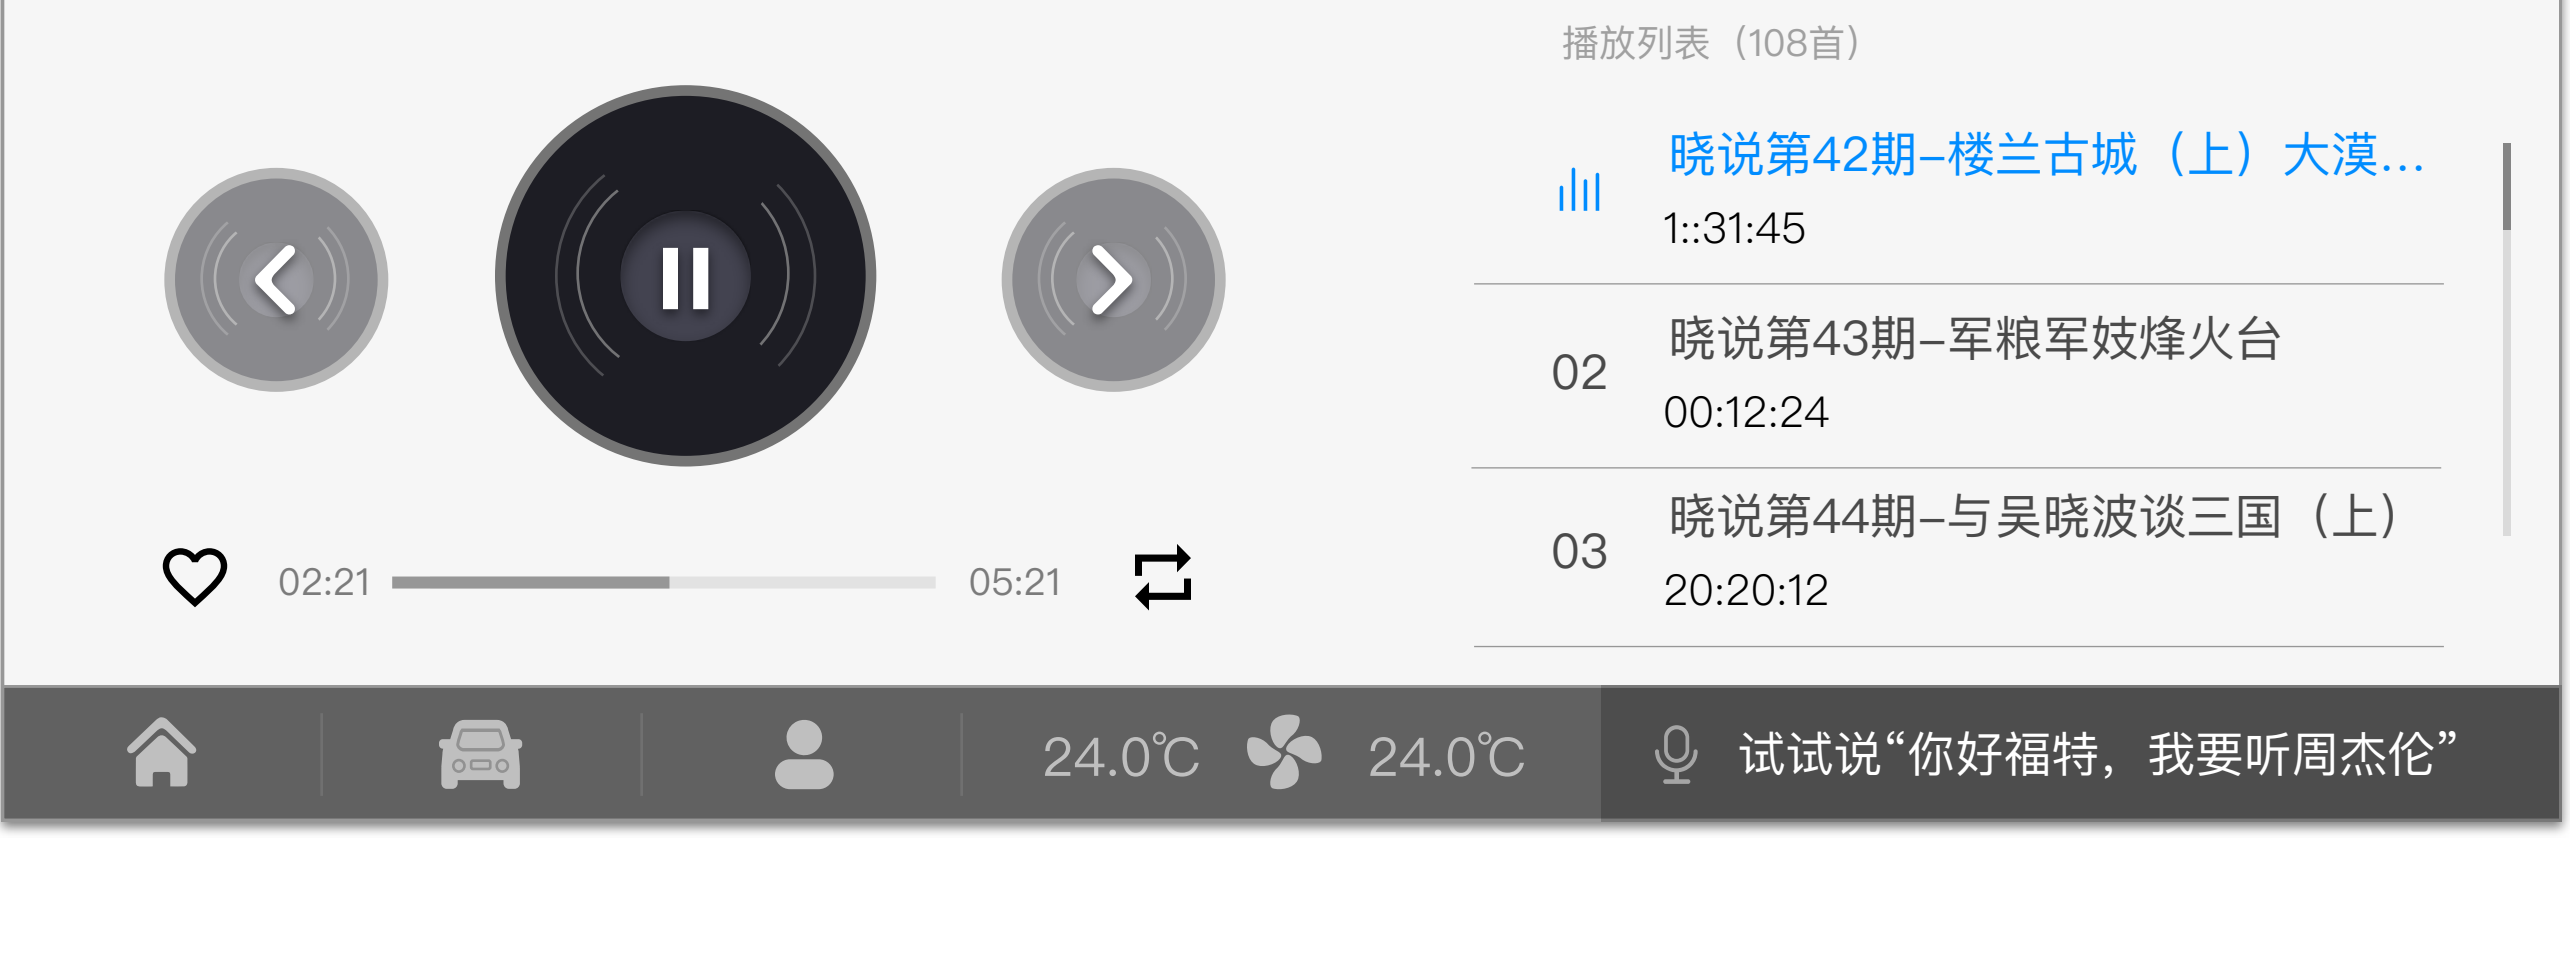 播放列表（108首）
晓说第42期–楼兰古城（上）大漠…
1::31:45
02
晓说第43期–军粮军妓烽火台
00:12:24
03
晓说第44期–与吴晓波谈三国（上）
20:20:12
02:21
05:21
24.0℃
24.0℃
试试说“你好福特，我要听周杰伦”